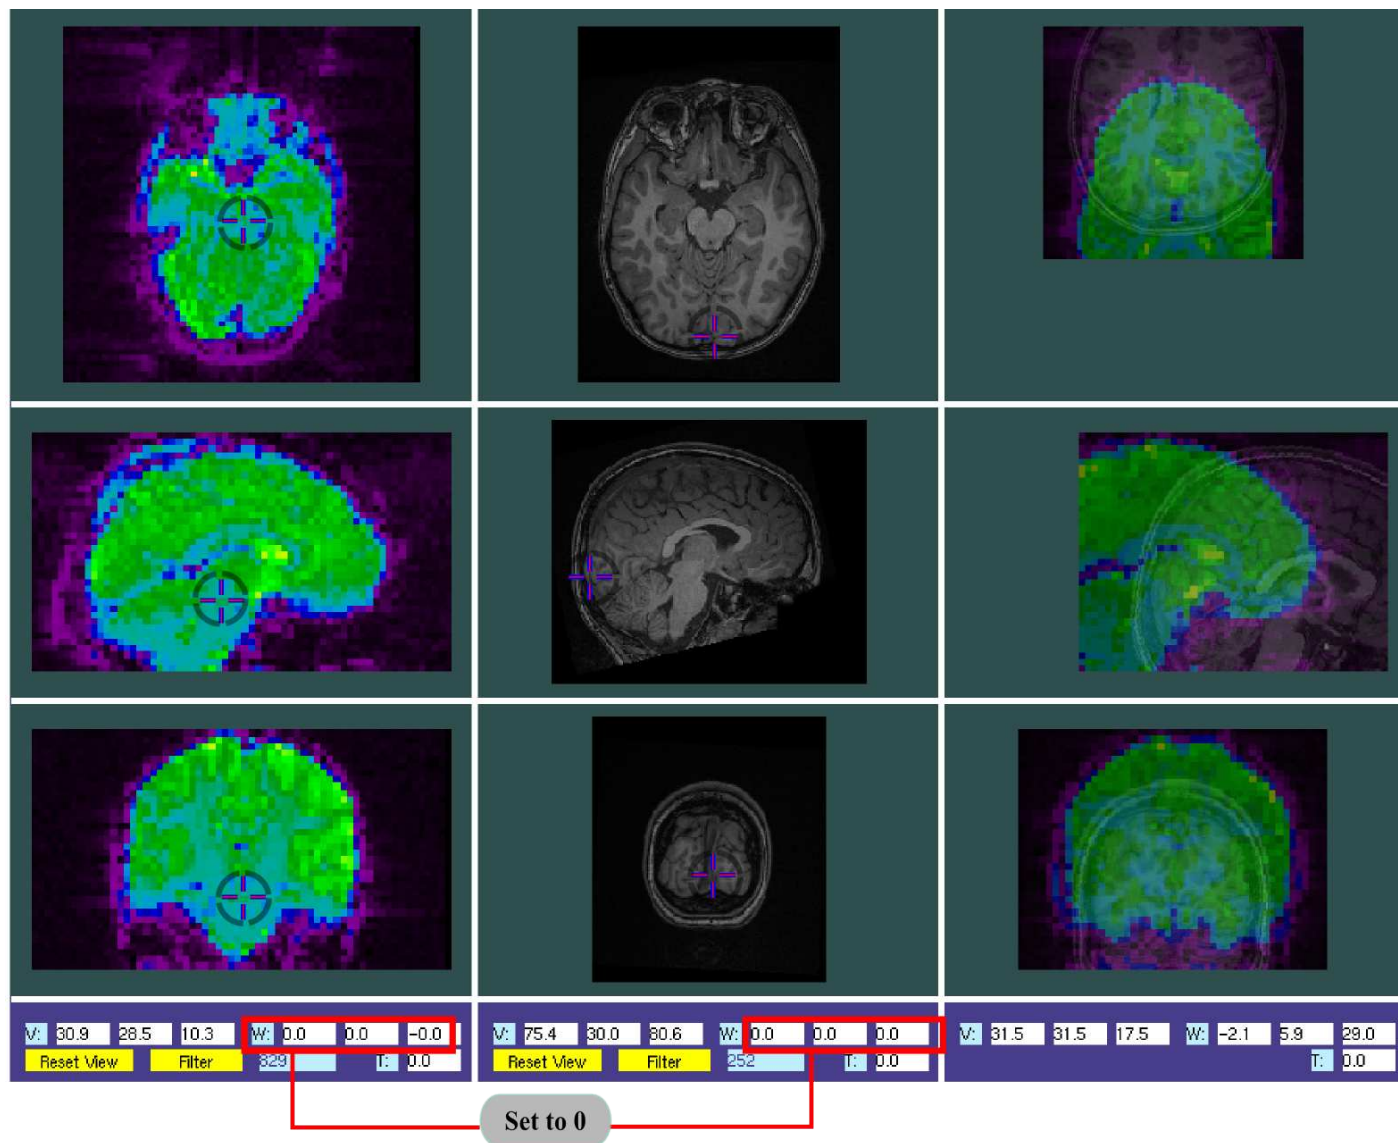 V: 30.9 28.5 10.3 W: 0.0 0.0 −0.0
Reset View Filter 829 T: 0.0
V: 75.4 30.0 80.6 W: 0.0 0.0 0.0
Reset View Filter 252 T: 0.0
V: 31.5 31.5 17.5 W: −2.1 5.9 29.0
T: 0.0
Set to 0